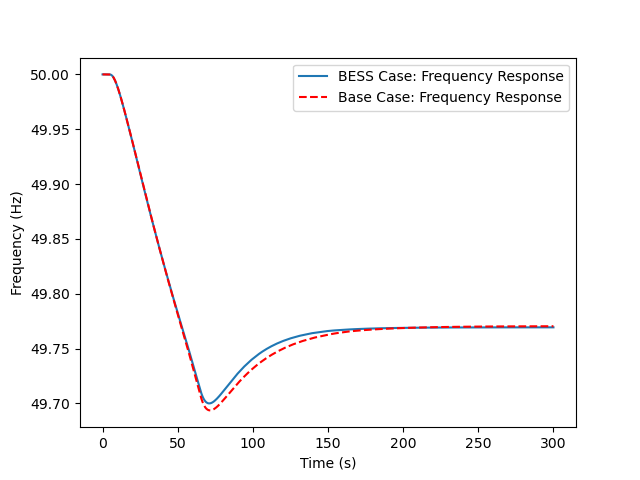 BESS Case: Frequency Response
Base Case: Frequency Response
Frequency (Hz)
50.00
49.95
49.90
49.85
49.80
49.75
49.70
0 50 100 150 200 250 300
Time (s)